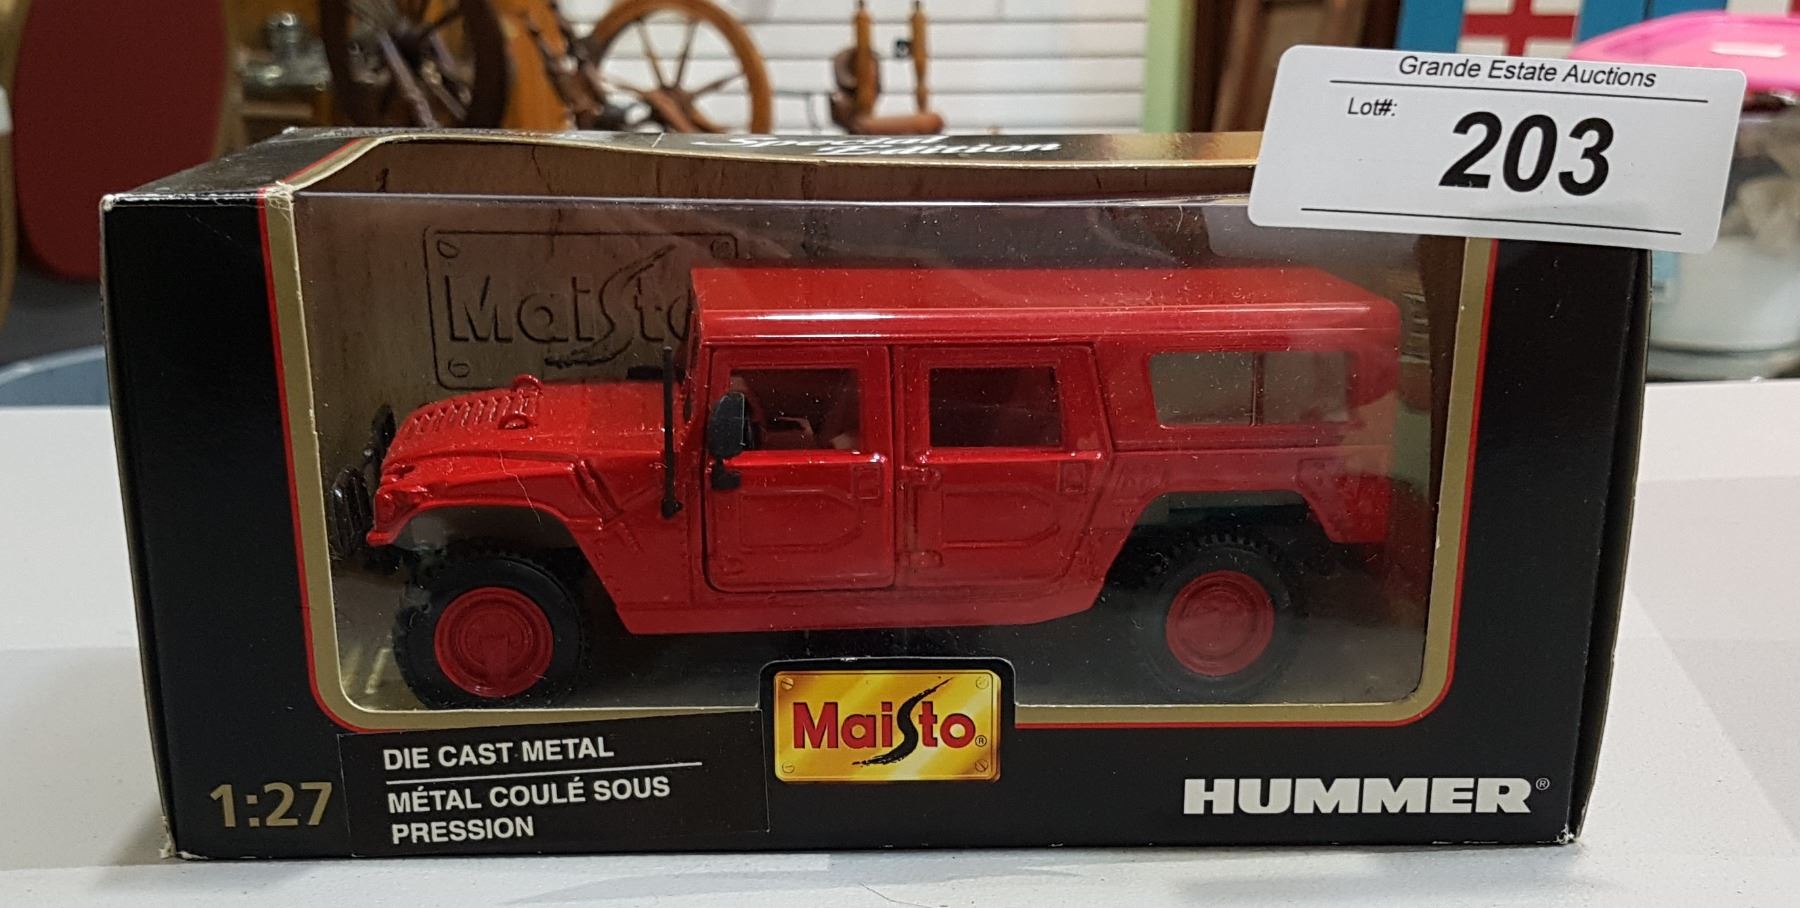 Grande Estate Auctions
Lot#:
203
Special
Edition
Maisto
DIE CAST METAL
MÉTAL COULÉ SOUS
PRESSION
1:27
Maisto®
HUMMER®